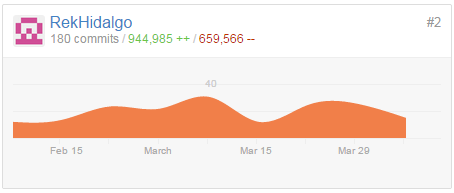 RekHidalgo #2
180 commits / 944,985 ++ / 659,566 --
40
Feb 15 March Mar 15 Mar 29